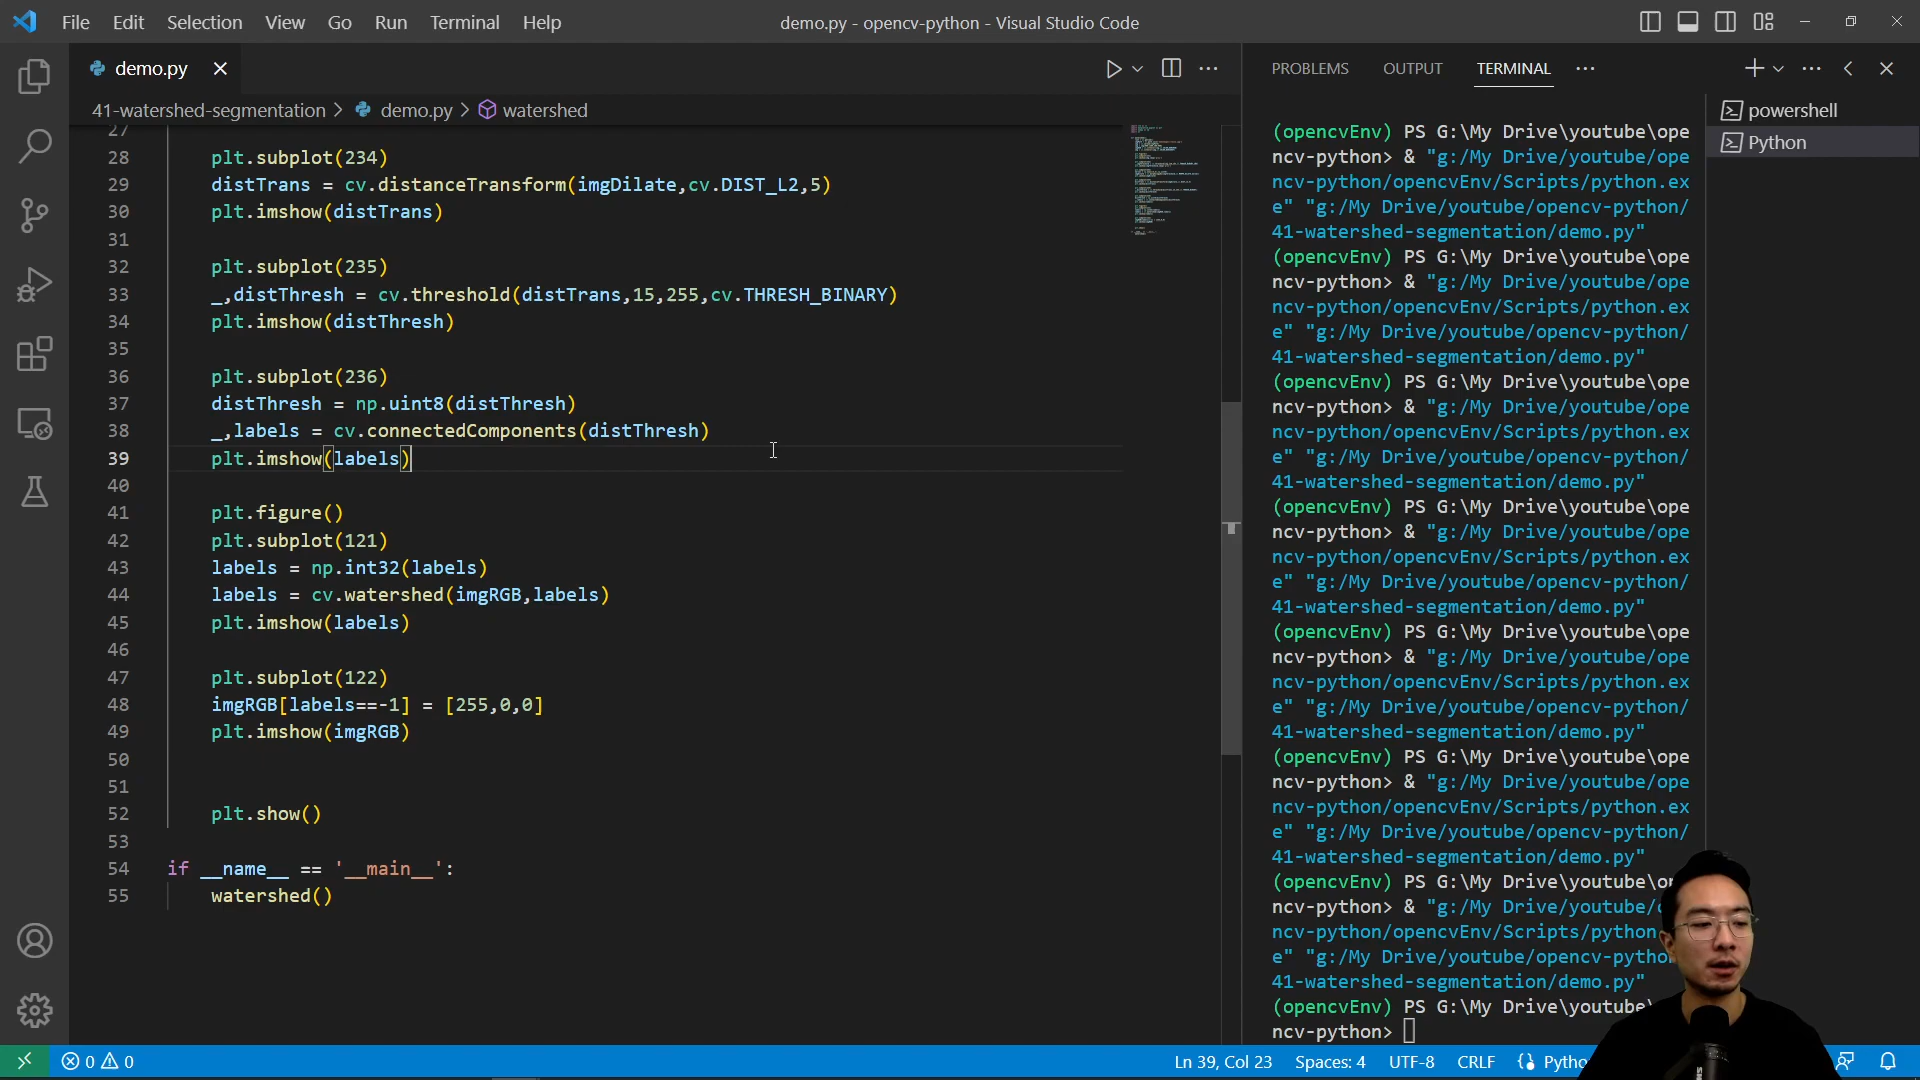 File Edit Selection View Go Run Terminal Help
demo.py - opencv-python - Visual Studio Code
demo.py
41-watershed-segmentation > demo.py > watershed
27
28 plt.subplot(234)
29 distTrans = cv.distanceTransform(imgDilate,cv.DIST_L2,5)
30 plt.imshow(distTrans)
31
32 plt.subplot(235)
33 _,distThresh = cv.threshold(distTrans,15,255,cv.THRESH_BINARY)
34 plt.imshow(distThresh)
35
36 plt.subplot(236)
37 distThresh = np.uint8(distThresh)
38 _,labels = cv.connectedComponents(distThresh)
39 plt.imshow(labels)
40
41 plt.figure()
42 plt.subplot(121)
43 labels = np.int32(labels)
44 labels = cv.watershed(imgRGB,labels)
45 plt.imshow(labels)
46
47 plt.subplot(122)
48 imgRGB[labels==-1] = [255,0,0]
49 plt.imshow(imgRGB)
50
51
52 plt.show()
53
54 if __name__ == '__main__':
55 watershed()
PROBLEMS OUTPUT TERMINAL
(opencvEnv) PS G:\My Drive\youtube\ope
ncv-python> & "g:/My Drive/youtube/ope
ncv-python/opencvEnv/Scripts/python.ex
e" "g:/My Drive/youtube/opencv-python/
41-watershed-segmentation/demo.py"
(opencvEnv) PS G:\My Drive\youtube\ope
ncv-python> & "g:/My Drive/youtube/ope
ncv-python/opencvEnv/Scripts/python.ex
e" "g:/My Drive/youtube/opencv-python/
41-watershed-segmentation/demo.py"
(opencvEnv) PS G:\My Drive\youtube\ope
ncv-python> & "g:/My Drive/youtube/ope
ncv-python/opencvEnv/Scripts/python.ex
e" "g:/My Drive/youtube/opencv-python/
41-watershed-segmentation/demo.py"
(opencvEnv) PS G:\My Drive\youtube\ope
ncv-python> & "g:/My Drive/youtube/ope
ncv-python/opencvEnv/Scripts/python.ex
e" "g:/My Drive/youtube/opencv-python/
41-watershed-segmentation/demo.py"
(opencvEnv) PS G:\My Drive\youtube\ope
ncv-python> & "g:/My Drive/youtube/ope
ncv-python/opencvEnv/Scripts/python.ex
e" "g:/My Drive/youtube/opencv-python/
41-watershed-segmentation/demo.py"
(opencvEnv) PS G:\My Drive\youtube\ope
ncv-python> & "g:/My Drive/youtube/ope
ncv-python/opencvEnv/Scripts/python.ex
e" "g:/My Drive/youtube/opencv-python/
41-watershed-segmentation/demo.py"
(opencvEnv) PS G:\My Drive\youtube\op
ncv-python> & "g:/My Drive/youtube/
ncv-python/opencvEnv/Scripts/python
e" "g:/My Drive/youtube/opencv-pytho
41-watershed-segmentation/demo.py"
(opencvEnv) PS G:\My Drive\youtube\
ncv-python>
powershell
Python
0 0
Ln 39, Col 23 Spaces: 4 UTF-8 CRLF Pytho